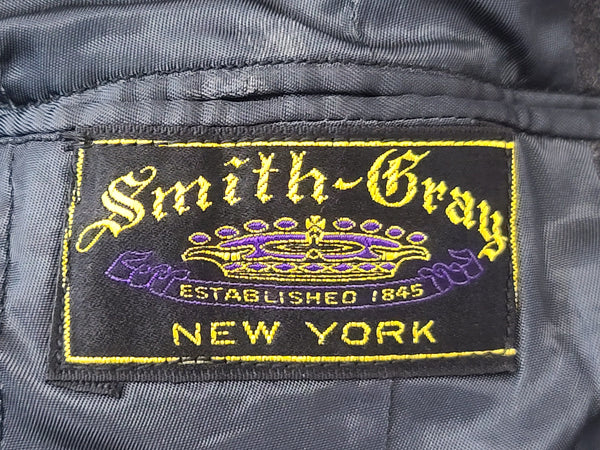 Smith-Gray
ESTABLISHED 1845
NEW YORK